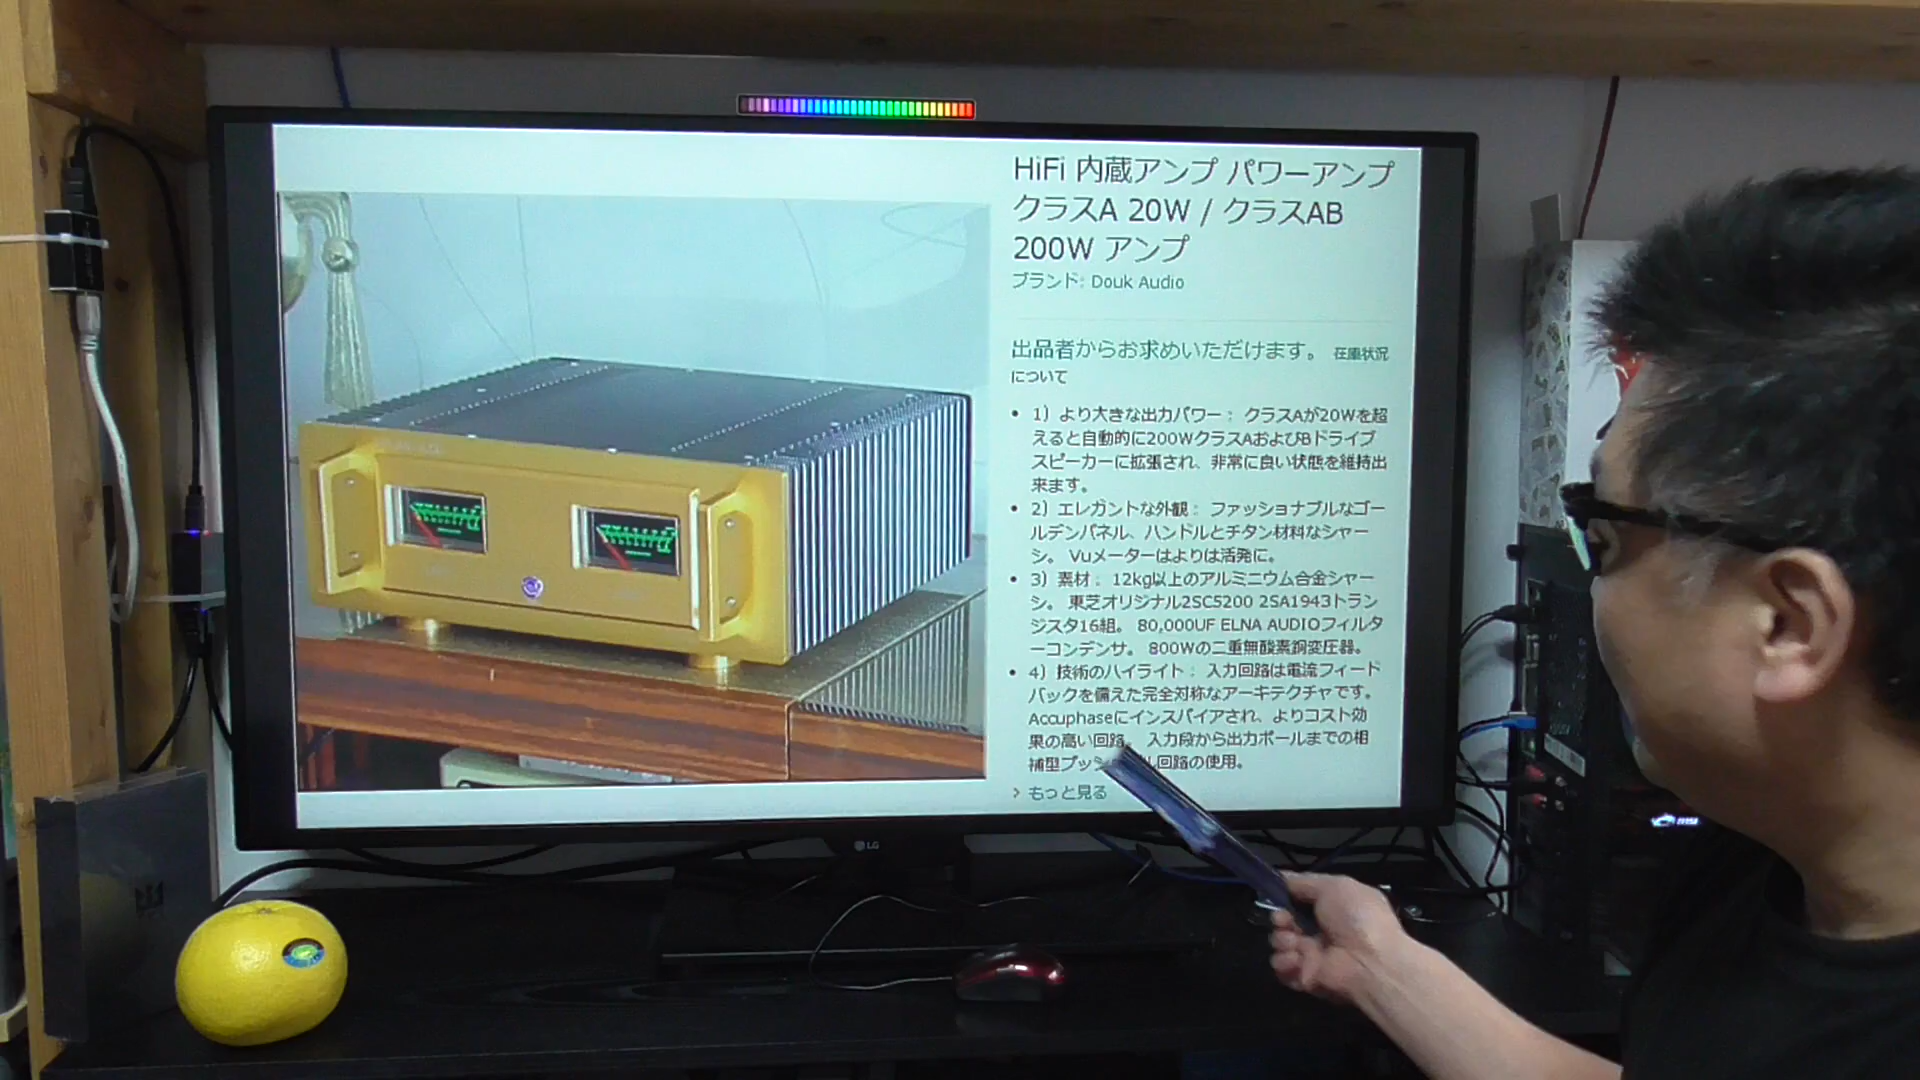 HiFi 内蔵アンプ パワーアンプ
クラスA 20W / クラスAB
200W アンプ
ブランド: Douk Audio
出品者からお求めいただけます。 在庫状況
について
• 1）より大きな出力パワー： クラスAが20Wを超
えると自動的に200WクラスAおよびBドライブ
スピーカーに拡張され、非常に良い状態を維持出
来ます。
• 2）エレガントな外観： ファッショナブルなゴー
ルデンパネル、ハンドルとチタン材料なシャー
シ。 Vuメーターはよりは活発に。
• 3）素材： 12kg以上のアルミニウム合金シャー
シ。 東芝オリジナル2SC5200 2SA1943トラン
ジスタ16組。 80,000UF ELNA AUDIOフィルタ
ーコンデンサ。 800Wの二重無酸素銅変圧器。
• 4）技術のハイライト： 入力回路は電流フィード
バックを備えた完全対称なアーキテクチャです。
Accuphaseにインスパイアされ、よりコスト効
果の高い回路。 入力段から出力ポールまでの相
補型プッシ ル回路の使用。
› もっと見る
LG
msi